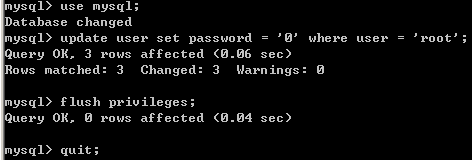 mysql> use mysql;
Database changed
mysql> update user set password = '0' where user = 'root';
Query OK, 3 rows affected (0.06 sec)
Rows matched: 3  Changed: 3  Warnings: 0
mysql> flush privileges;
Query OK, 0 rows affected (0.04 sec)
mysql> quit;